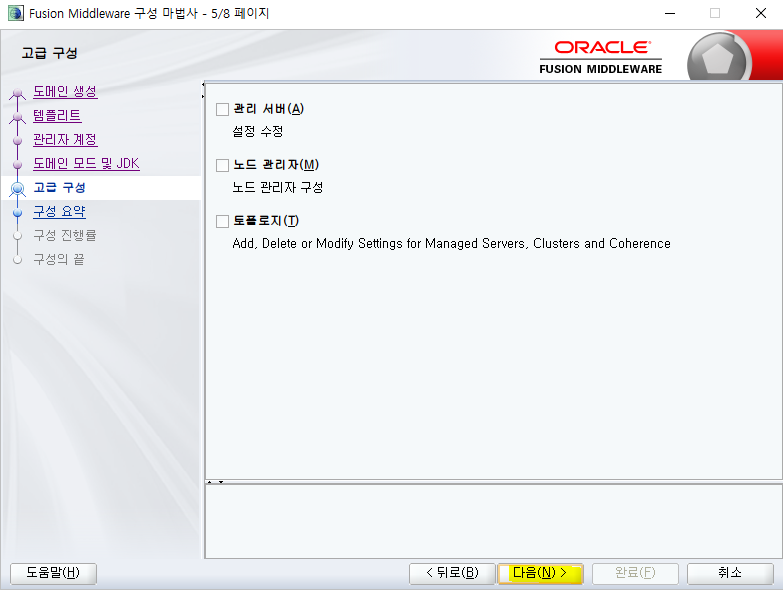 Fusion Middleware 구성 마법사 - 5/8 페이지
고급 구성
ORACLE
FUSION MIDDLEWARE
도메인 생성
템플리트
관리자 계정
도메인 모드 및 JDK
고급 구성
구성 요약
구성 진행률
구성의 끝
관리 서버(A)
설정 수정
노드 관리자(M)
노드 관리자 구성
토폴로지(T)
Add, Delete or Modify Settings for Managed Servers, Clusters and Coherence
도움말(H)
< 뒤로(B)
다음(N) >
완료(F)
취소